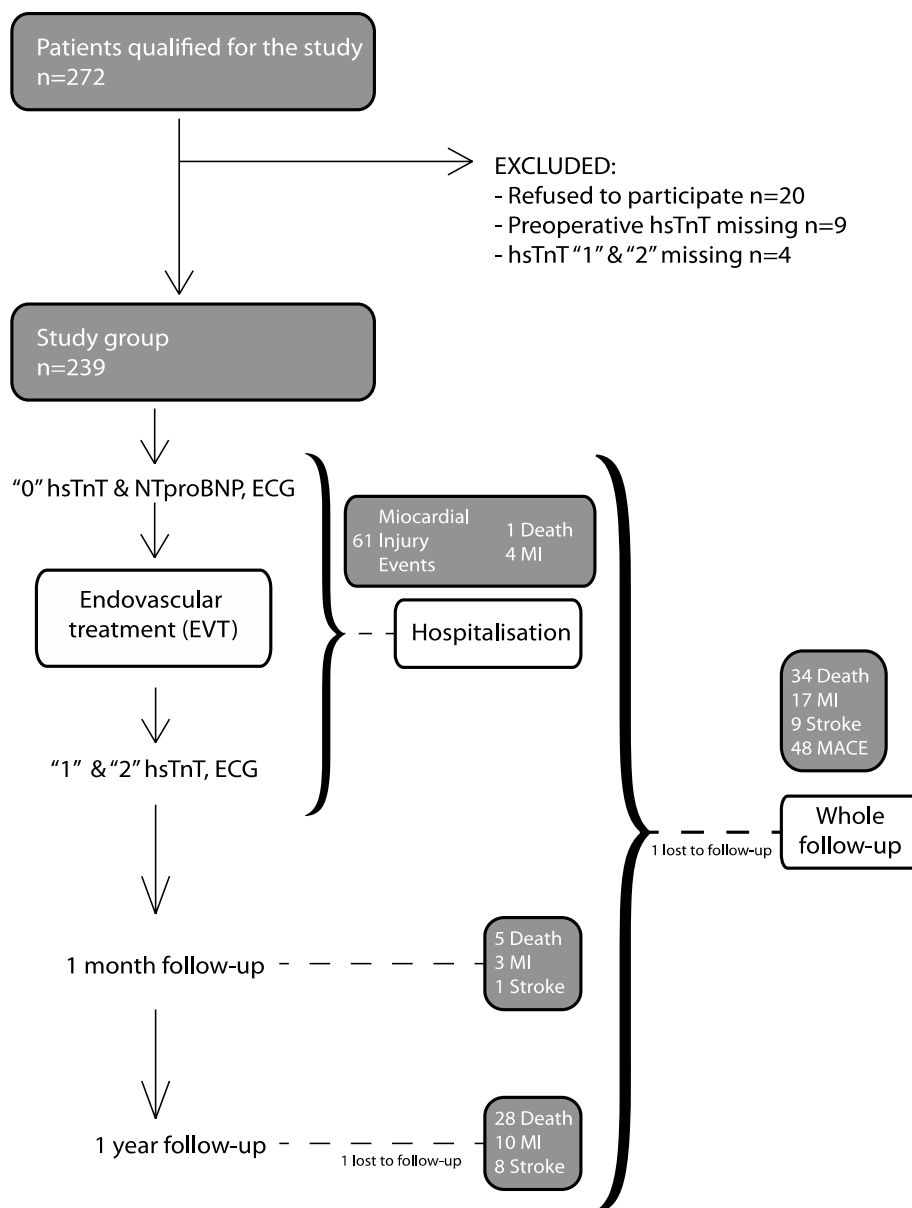 Patients qualified for the study
n=272
EXCLUDED:
- Refused to participate n=20
- Preoperative hsTnT missing n=9
- hsTnT “1” & “2” missing n=4
Study group
n=239
“0” hsTnT & NTproBNP, ECG
Endovascular
treatment (EVT)
“1” & “2” hsTnT, ECG
Miocardial
61 Injury
Events
1 Death
4 MI
Hospitalisation
34 Death
17 MI
9 Stroke
48 MACE
Whole
follow-up
1 lost to follow-up
1 month follow-up
5 Death
3 MI
1 Stroke
1 year follow-up
1 lost to follow-up
28 Death
10 MI
8 Stroke